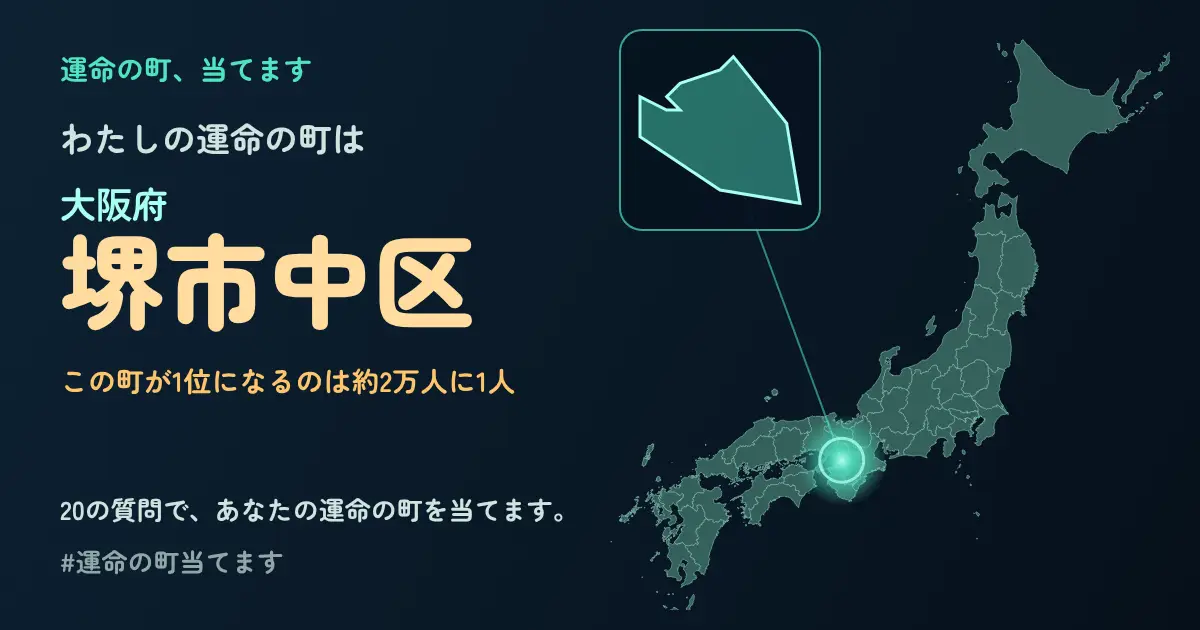 運命の町、当てます
わたしの運命の町は
大阪府
堺市中区
この町が1位になるのは約2万人に1人
20の質問で、あなたの運命の町を当てます。
#運命の町当てます